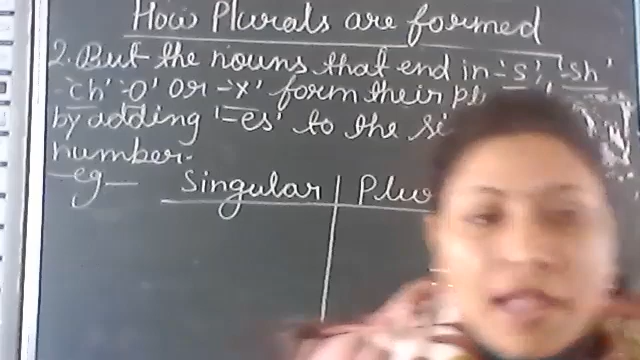 How Plurals are formed
2. But the nouns that end in -'s', '-sh'
-'ch' '-o' or -'x' form their
by adding '-es' to the
number.
eg - Singular